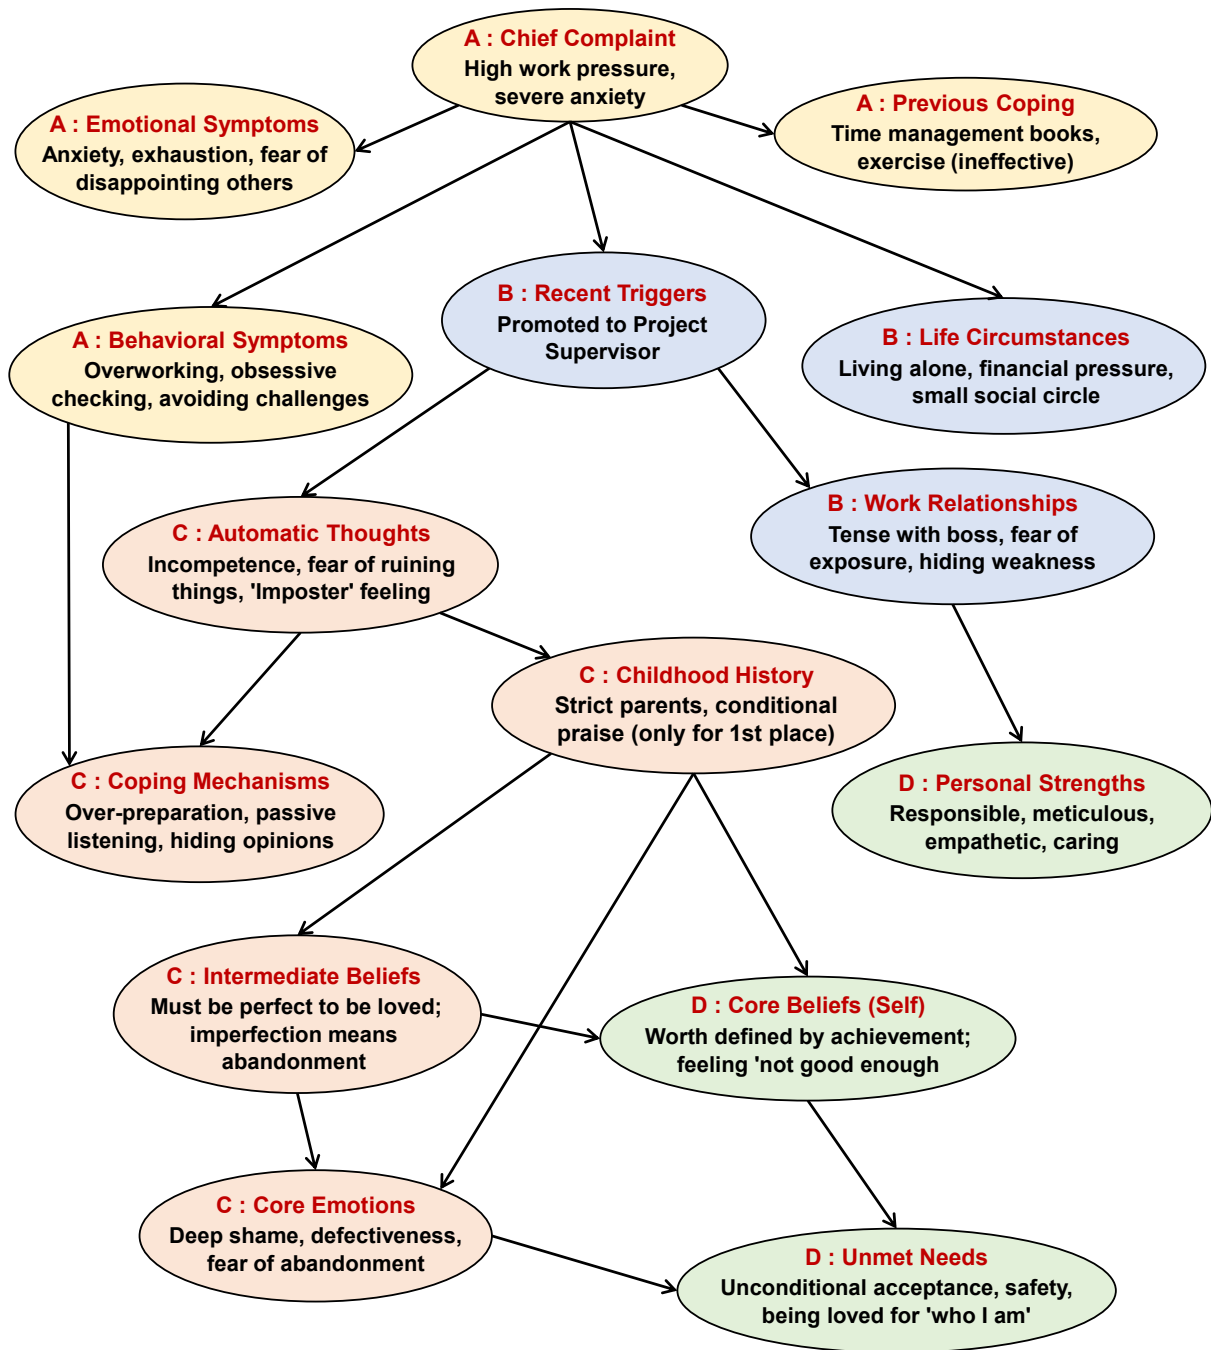 A : Chief Complaint
High work pressure,
severe anxiety
A : Emotional Symptoms
Anxiety, exhaustion, fear of
disappointing others
A : Previous Coping
Time management books,
exercise (ineffective)
A : Behavioral Symptoms
Overworking, obsessive
checking, avoiding challenges
B : Recent Triggers
Promoted to Project
Supervisor
B : Life Circumstances
Living alone, financial pressure,
small social circle
C : Automatic Thoughts
Incompetence, fear of ruining
things, 'Imposter' feeling
B : Work Relationships
Tense with boss, fear of
exposure, hiding weakness
C : Childhood History
Strict parents, conditional
praise (only for 1st place)
C : Coping Mechanisms
Over-preparation, passive
listening, hiding opinions
D : Personal Strengths
Responsible, meticulous,
empathetic, caring
C : Intermediate Beliefs
Must be perfect to be loved;
imperfection means
abandonment
D : Core Beliefs (Self)
Worth defined by achievement;
feeling 'not good enough
C : Core Emotions
Deep shame, defectiveness,
fear of abandonment
D : Unmet Needs
Unconditional acceptance, safety,
being loved for 'who I am'